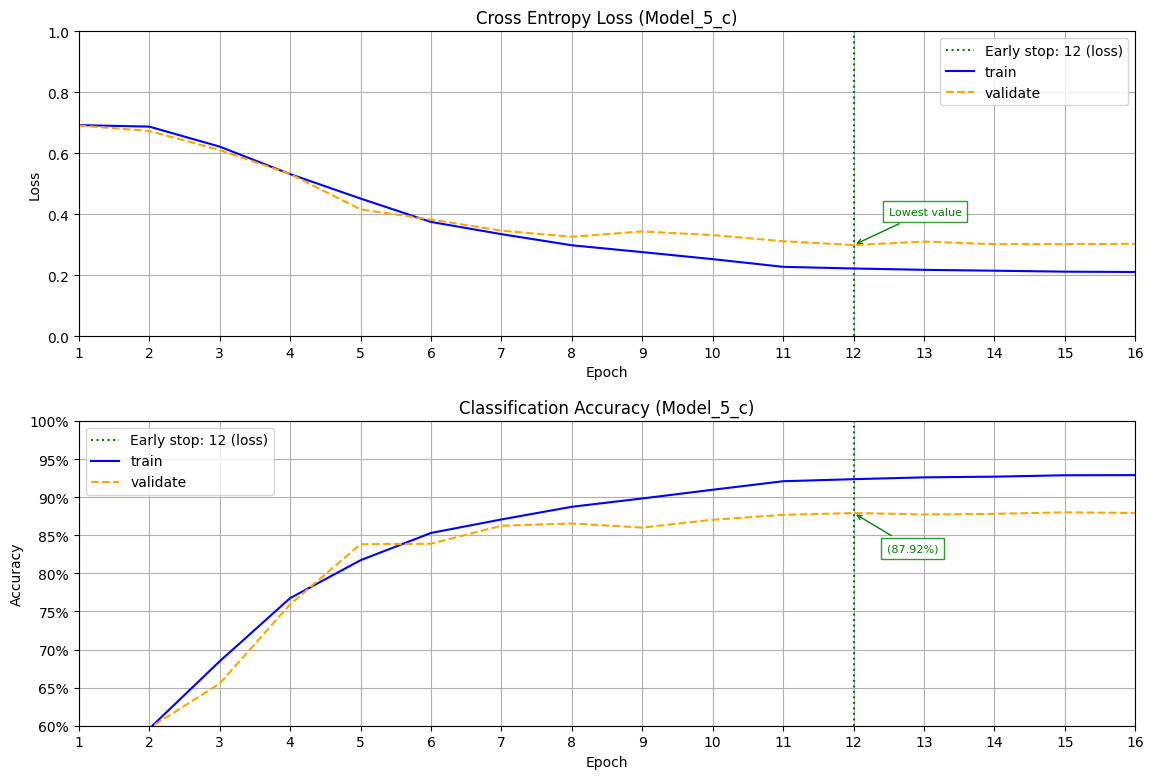 Cross Entropy Loss (Model_5_c)
1.0
0.8
0.6
0.4
0.2
0.0
Loss
Early stop: 12 (loss)
train
validate
Lowest value
1 2 3 4 5 6 7 8 9 10 11 12 13 14 15 16
Epoch
Classification Accuracy (Model_5_c)
100%
95%
90%
85%
80%
75%
70%
65%
60%
Accuracy
Early stop: 12 (loss)
train
validate
(87.92%)
1 2 3 4 5 6 7 8 9 10 11 12 13 14 15 16
Epoch